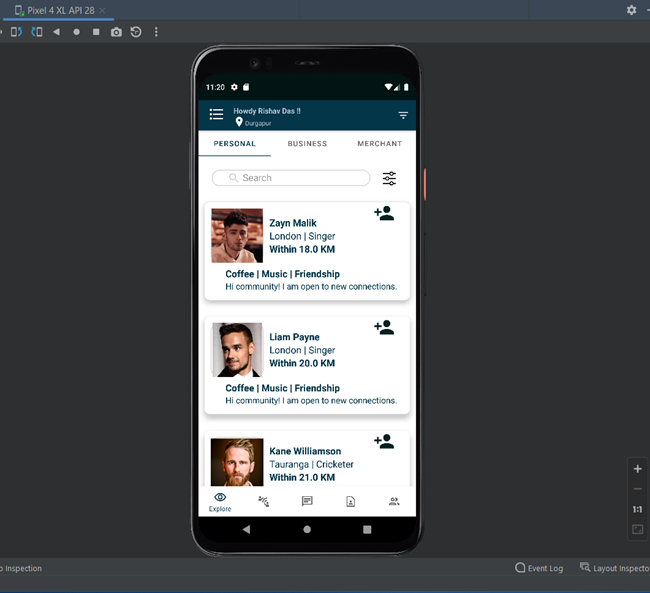 Pixel 4 XL API 28
11:20
Howdy Rishav Das !!
Durgapur
PERSONAL BUSINESS MERCHANT
Search
Zayn Malik
London | Singer
Within 18.0 KM
Coffee | Music | Friendship
Hi community! I am open to new connections.
Liam Payne
London | Singer
Within 20.0 KM
Coffee | Music | Friendship
Hi community! I am open to new connections.
Kane Williamson
Tauranga | Cricketer
Within 21.0 KM
Explore
1:1
Inspection Event Log Layout Inspecto